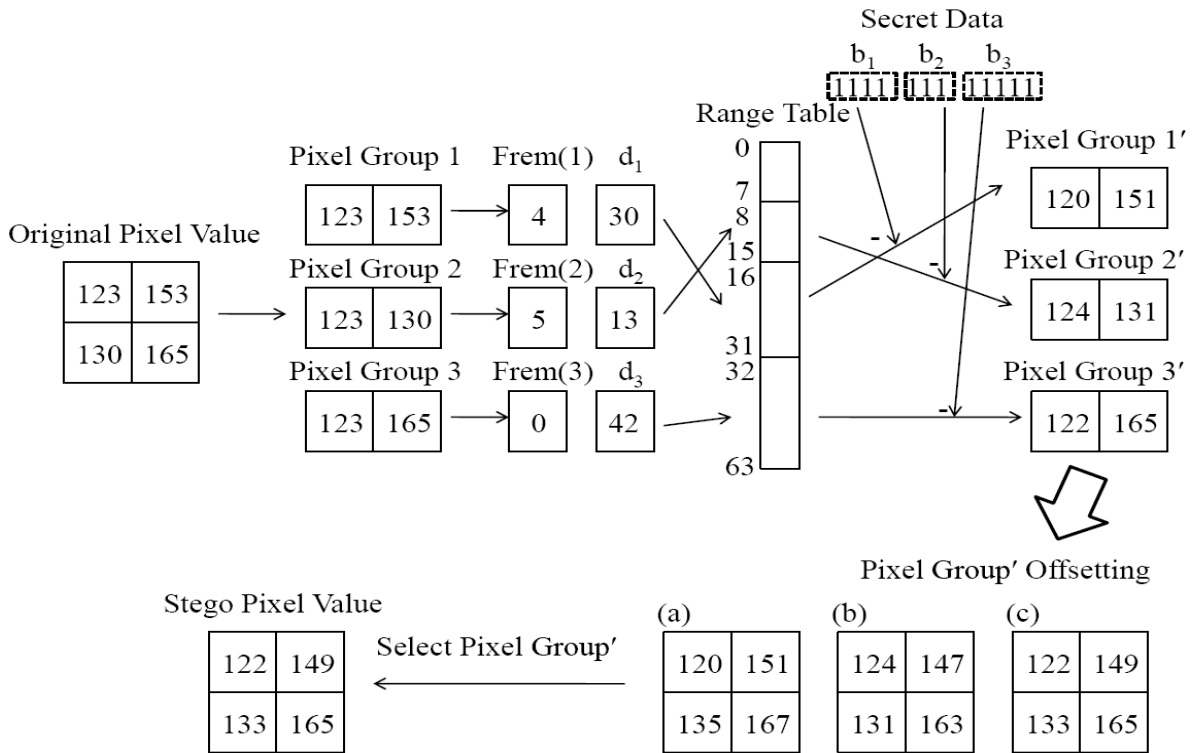 Secret Data
b1 b2 b3
1111 111 11111
Range Table
0
7
8
15
16
31
32
63
Original Pixel Value
123 153
130 165
Pixel Group 1 Frem(1) d1
123 153 4 30
Pixel Group 2 Frem(2) d2
123 130 5 13
Pixel Group 3 Frem(3) d3
123 165 0 42
-
-
-
Pixel Group 1′
120 151
Pixel Group 2′
124 131
Pixel Group 3′
122 165
Pixel Group′ Offsetting
(a) (b) (c)
120 151 124 147 122 149
135 167 131 163 133 165
Select Pixel Group′
Stego Pixel Value
122 149
133 165